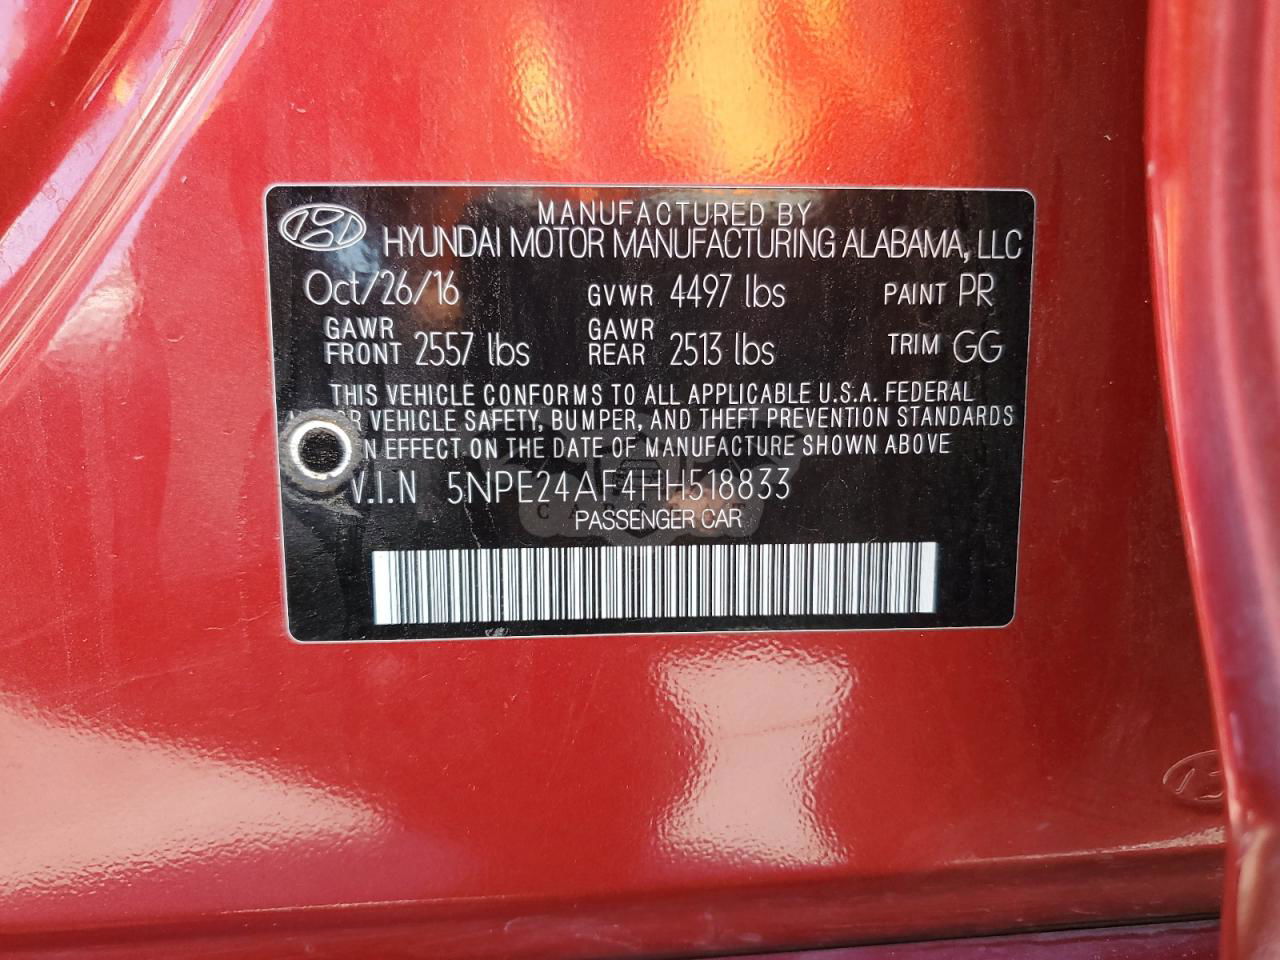 MANUFACTURED BY
HYUNDAI MOTOR MANUFACTURING ALABAMA, LLC
Oct/26/16 GVWR 4497 lbs PAINT PR
GAWR FRONT 2557 lbs GAWR REAR 2513 lbs TRIM GG
THIS VEHICLE CONFORMS TO ALL APPLICABLE U.S.A. FEDERAL
VEHICLE SAFETY, BUMPER, AND THEFT PREVENTION STANDARDS
N EFFECT ON THE DATE OF MANUFACTURE SHOWN ABOVE
V.I.N 5NPE24AF4HH518833
PASSENGER CAR